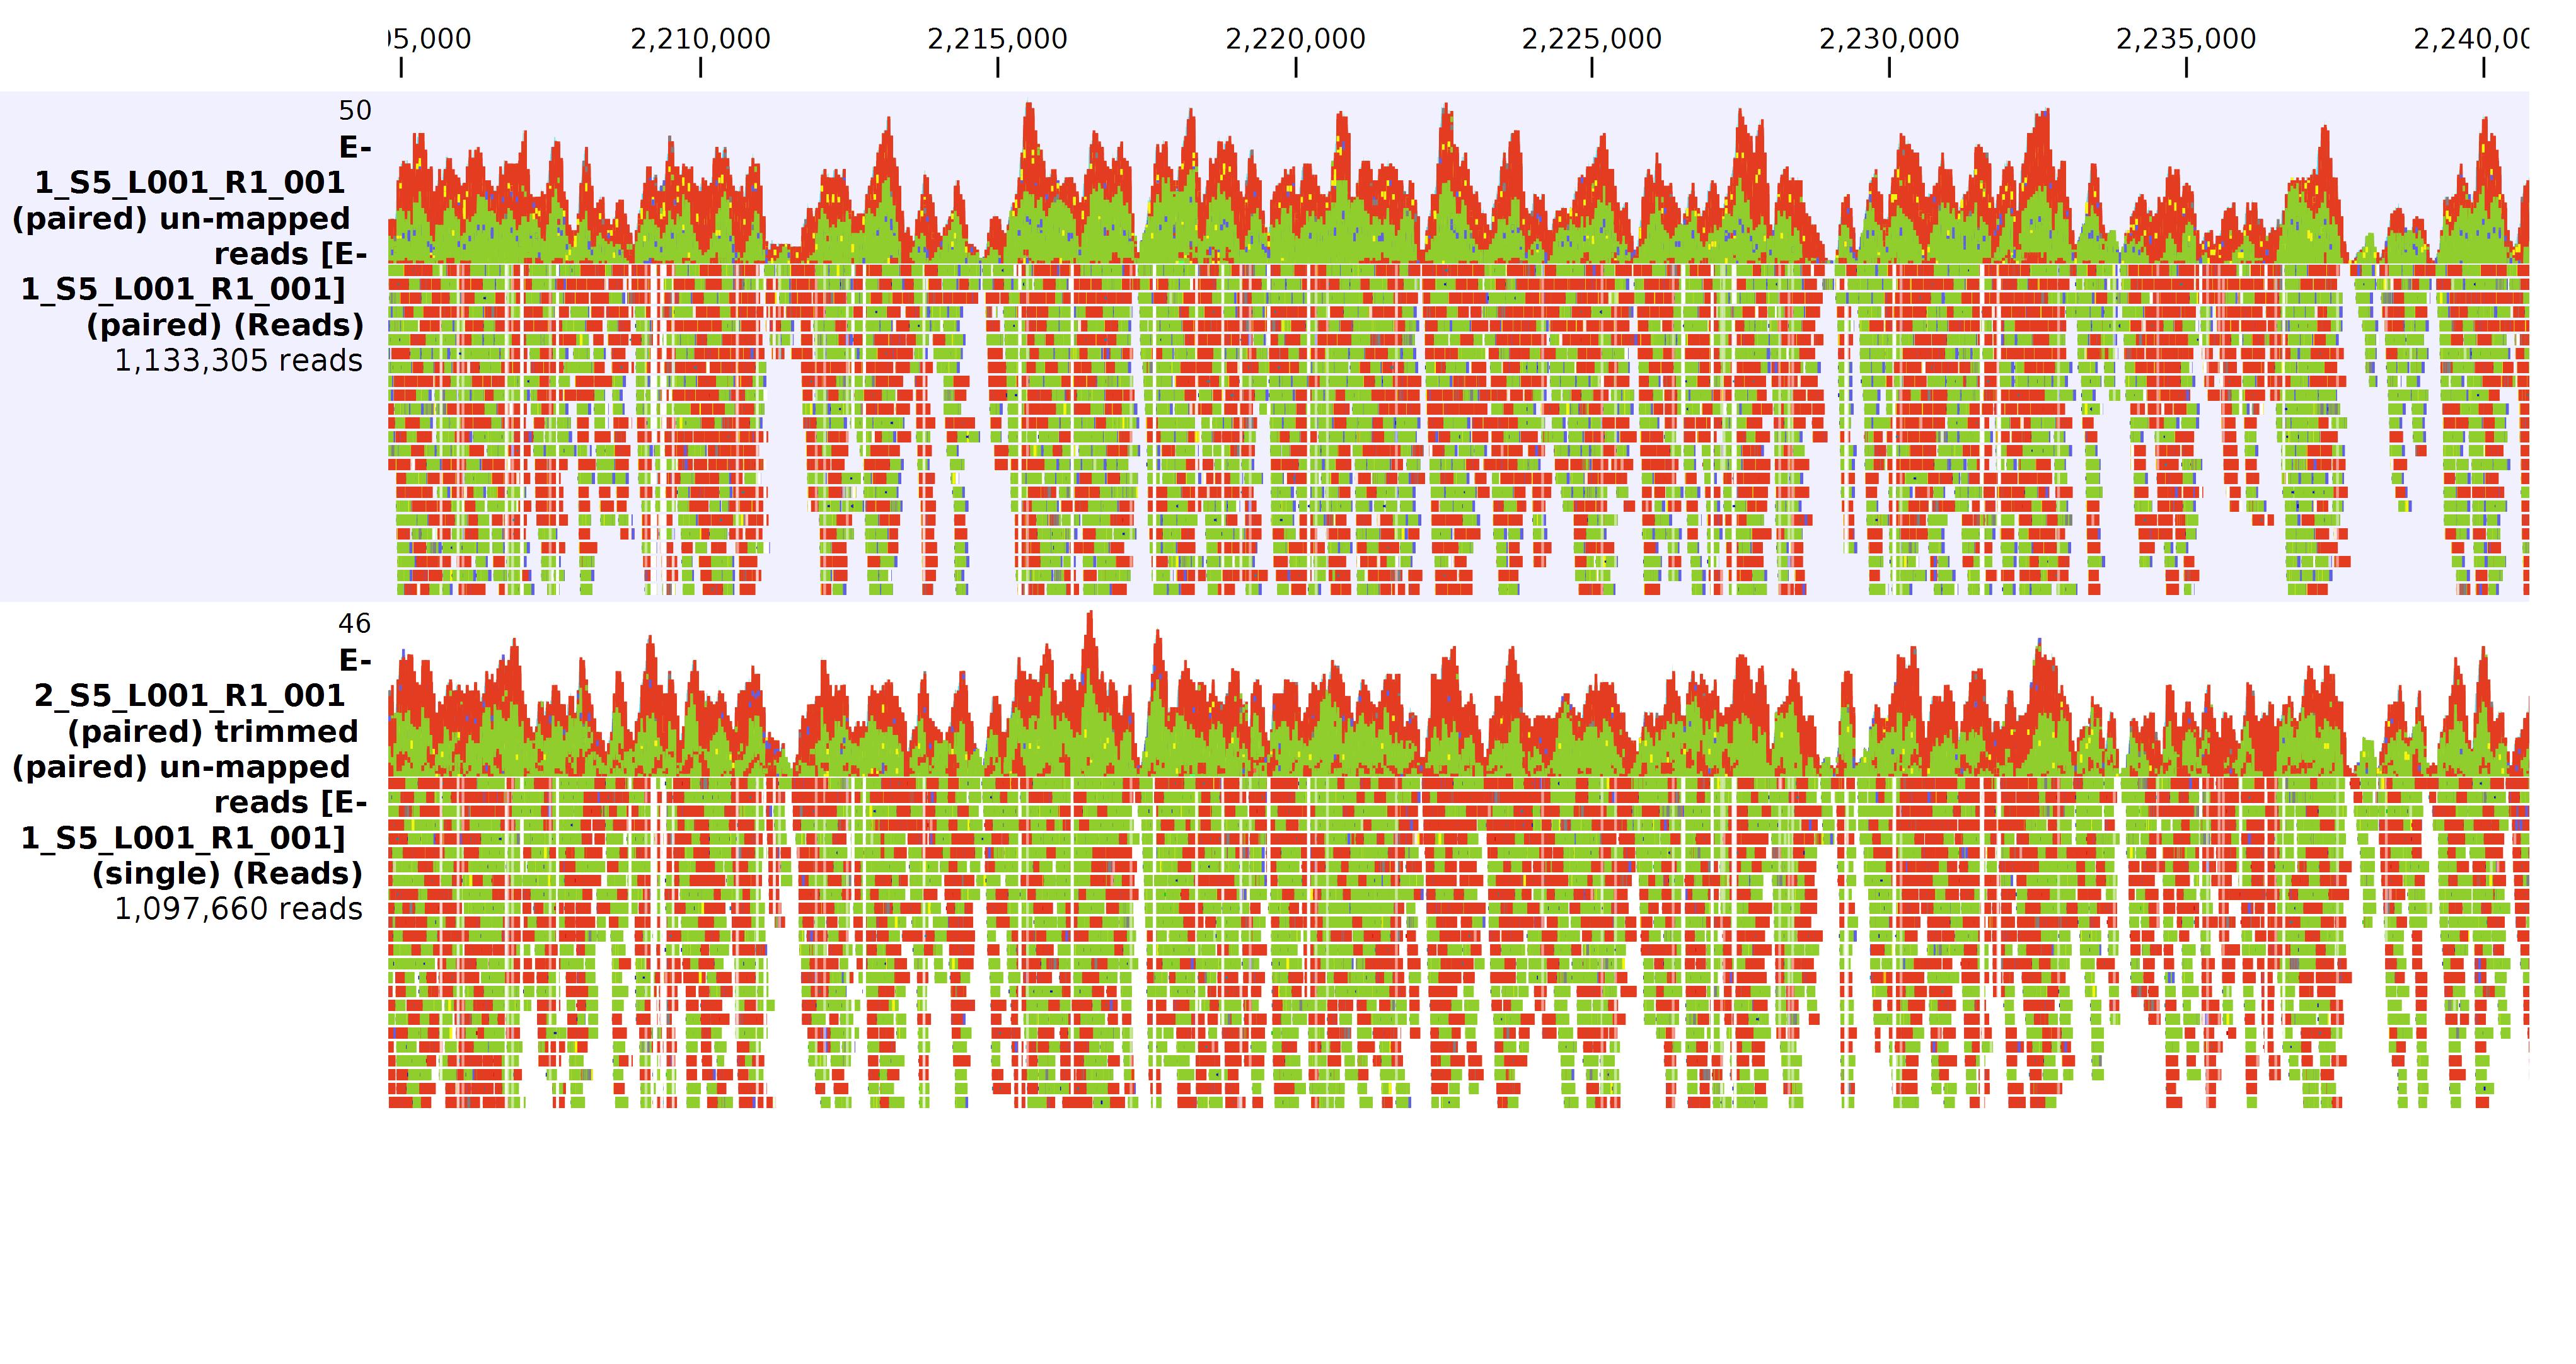 05,000 2,210,000 2,215,000 2,220,000 2,225,000 2,230,000 2,235,000 2,240,00
50
E-
1_S5_L001_R1_001
(paired) un-mapped
reads [E-
1_S5_L001_R1_001]
(paired) (Reads)
1,133,305 reads
46
E-
2_S5_L001_R1_001
(paired) trimmed
(paired) un-mapped
reads [E-
1_S5_L001_R1_001]
(single) (Reads)
1,097,660 reads